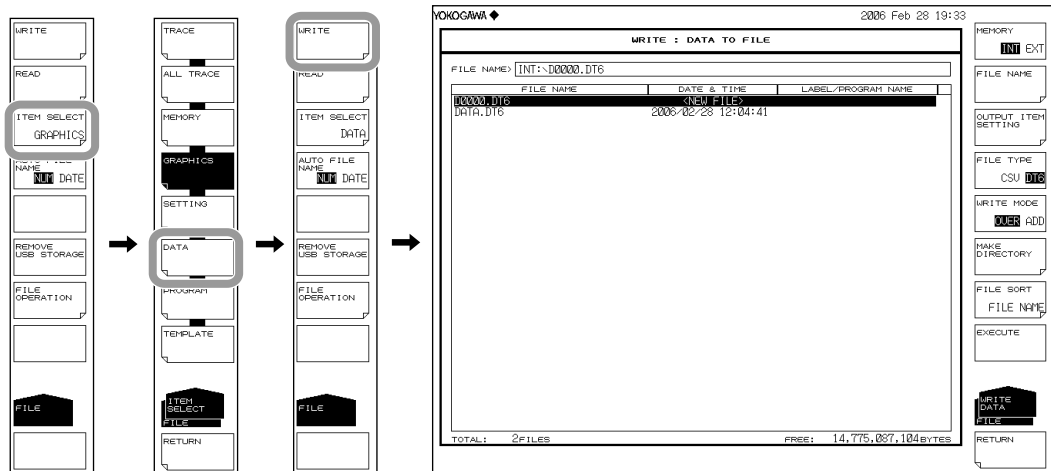 WRITE
READ
ITEM SELECT
GRAPHICS
AUTO FILE
NAME
NUM DATE
REMOVE
USB STORAGE
FILE
OPERATION
FILE
TRACE
ALL TRACE
MEMORY
GRAPHICS
SETTING
DATA
PROGRAM
TEMPLATE
ITEM
SELECT
FILE
RETURN
WRITE
READ
ITEM SELECT
DATA
AUTO FILE
NAME
NUM DATE
REMOVE
USB STORAGE
FILE
OPERATION
FILE
YOKOGAWA
2006 Feb 28 19:33
WRITE : DATA TO FILE
FILE NAME> INT:\D0000.DT6
FILE NAME DATE & TIME LABEL/PROGRAM NAME
D0000.DT6 <NEW FILE>
DATA.DT6 2006/02/28 12:04:41
TOTAL: 2FILES FREE: 14,775,087,104BYTES
MEMORY
INT EXT
FILE NAME
OUTPUT ITEM
SETTING
FILE TYPE
CSV DT6
WRITE MODE
OVER ADD
MAKE
DIRECTORY
FILE SORT
FILE NAME
EXECUTE
WRITE
DATA
FILE
RETURN